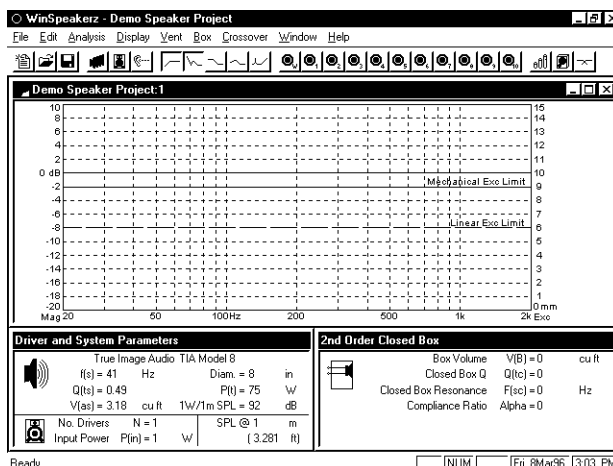 WinSpeakerz - Demo Speaker Project
File Edit Analysis Display Vent Box Crossover Window Help
Demo Speaker Project:1
10 15
8 14
6 13
4 12
2 11
0 dB 10
Mechanical Exc Limit
-2 9
-4 8
-6 7
Linear Exc Limit
-8 6
-10 5
-12 4
-14 3
-16 2
-18 1
-20 0 mm
Mag 20 50 100Hz 200 500 1k 2k Exc
Driver and System Parameters
True Image Audio TIA Model 8
f(s) = 41 Hz Diam. = 8 in
Q(ts) = 0.49 P(t) = 75 W
V(as) = 3.18 cu ft 1W/1m SPL = 92 dB
No. Drivers N = 1 SPL @ 1 m
Input Power P(in) = 1 W ( 3.281 ft)
2nd Order Closed Box
Box Volume V(B) = 0 cu ft
Closed Box Q Q(tc) = 0
Closed Box Resonance F(sc) = 0 Hz
Compliance Ratio Alpha = 0
Ready NUM Fri 8Mar96 3:03 PM